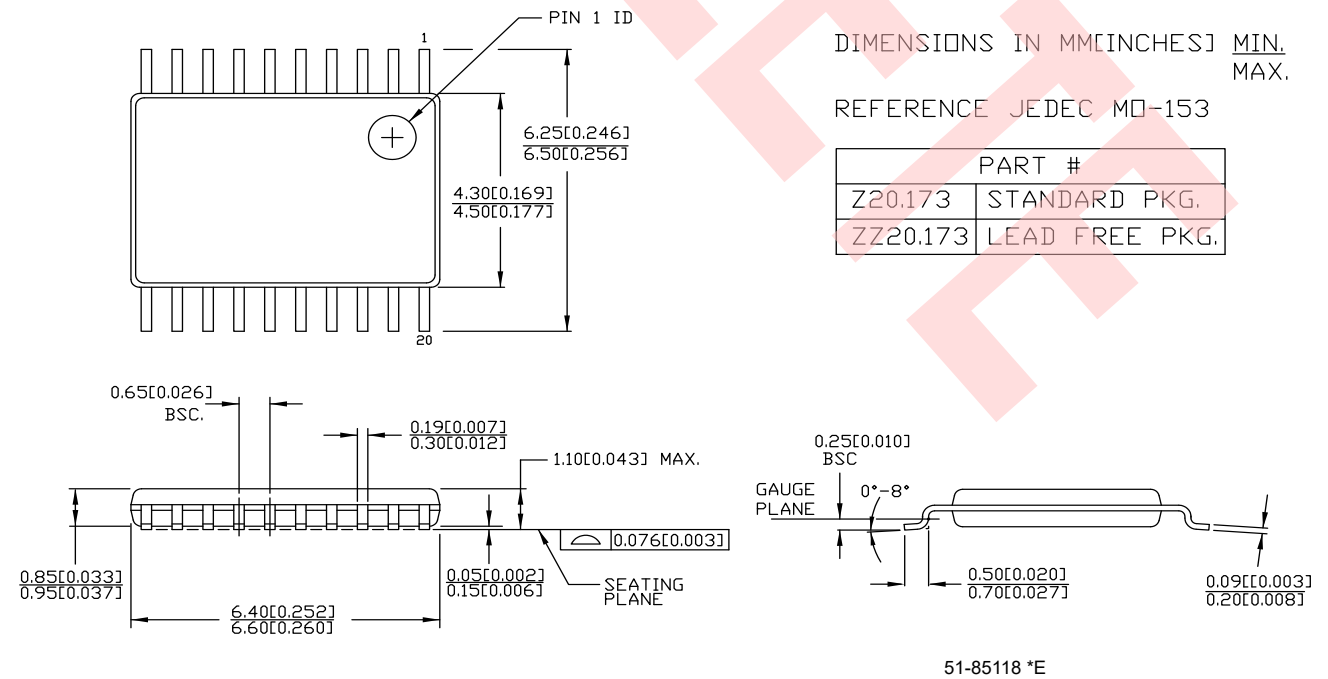 PIN 1 ID
1
6.25[0.246]
6.50[0.256]
4.30[0.169]
4.50[0.177]
20
DIMENSIONS IN MM[INCHES] MIN.
MAX.
REFERENCE JEDEC MO-153
PART #
Z20.173 STANDARD PKG.
ZZ20.173 LEAD FREE PKG.
0.65[0.026]
BSC.
0.19[0.007]
0.30[0.012]
1.10[0.043] MAX.
0.076[0.003]
0.85[0.033]
0.95[0.037]
0.05[0.002]
0.15[0.006]
SEATING
PLANE
6.40[0.252]
6.60[0.260]
0.25[0.010]
BSC
GAUGE
PLANE
0°-8°
0.50[0.020]
0.70[0.027]
0.09[[0.003]
0.20[0.008]
51-85118 *E